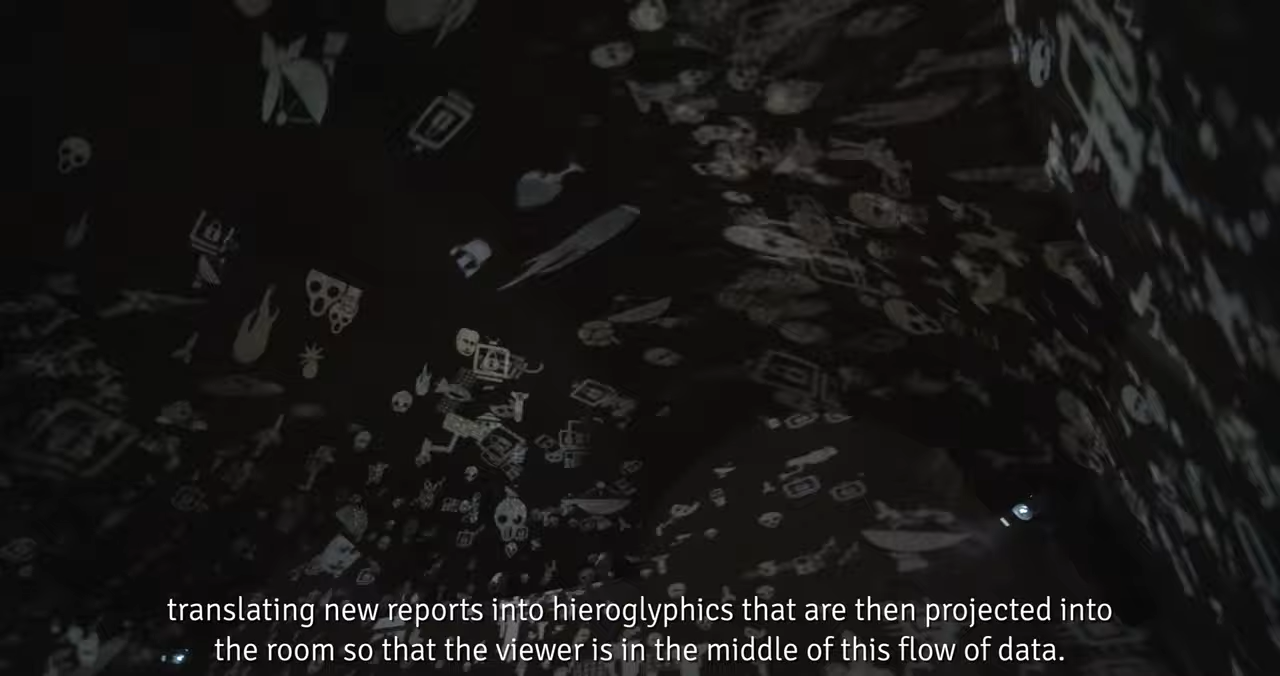 translating new reports into hieroglyphics that are then projected into
the room so that the viewer is in the middle of this flow of data.